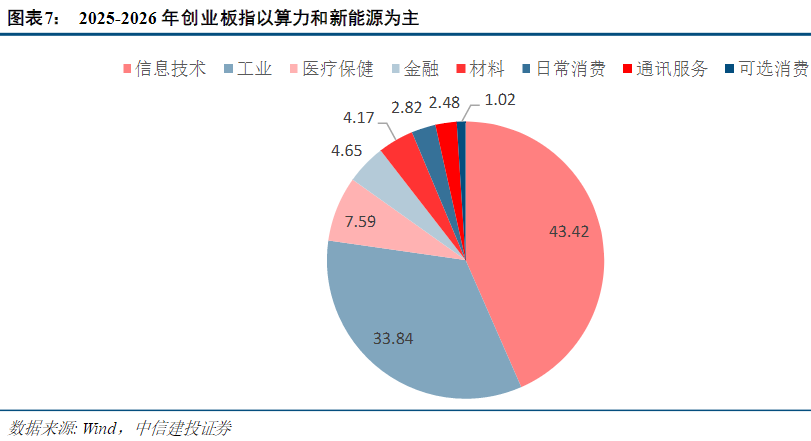 图表7： 2025-2026 年创业板指以算力和新能源为主
信息技术 工业 医疗保健 金融 材料 日常消费 通讯服务 可选消费
4.17 2.82 2.48 1.02
4.65
7.59
43.42
33.84
数据来源: Wind，中信建投证券